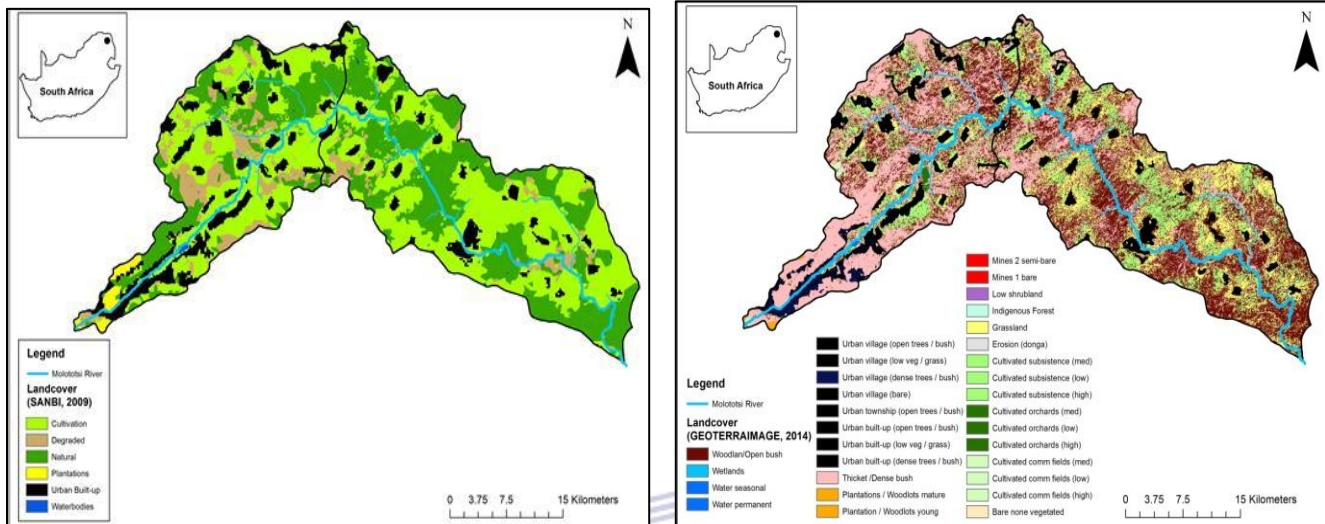 South Africa
N
Legend
Molototsi River
Landcover
(SANBI, 2009)
Cultivation
Degraded
Natural
Plantations
Urban Built-up
Waterbodies
0 3.75 7.5 15 Kilometers
South Africa
N
Legend
Molototsi River
Landcover
(GEOTERRAIMAGE, 2014)
Woodlan/Open bush
Wetlands
Water seasonal
Water permanent
Urban village (open trees / bush)
Urban village (low veg / grass)
Urban village (dense trees / bush)
Urban village (bare)
Urban township (open trees / bush)
Urban built-up (open trees / bush)
Urban built-up (low veg / grass)
Urban built-up (dense trees / bush)
Thicket /Dense bush
Plantations / Woodlots mature
Plantation / Woodlots young
Mines 2 semi-bare
Mines 1 bare
Low shrubland
Indigenous Forest
Grassland
Erosion (donga)
Cultivated subsistence (med)
Cultivated subsistence (low)
Cultivated subsistence (high)
Cultivated orchards (med)
Cultivated orchards (low)
Cultivated orchards (high)
Cultivated comm fields (med)
Cultivated comm fields (low)
Cultivated comm fields (high)
Bare none vegetated
0 3.75 7.5 15 Kilometers